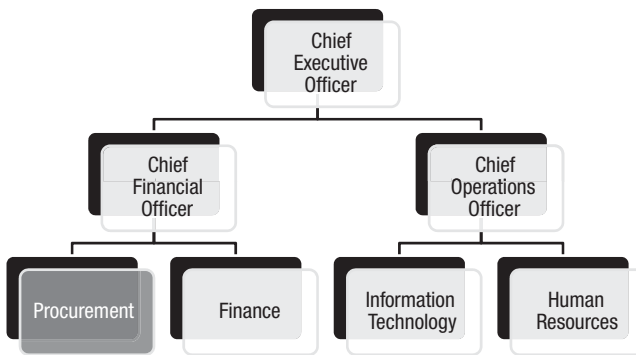 Chief
Executive
Officer
Chief
Financial
Officer
Chief
Operations
Officer
Procurement
Finance
Information
Technology
Human
Resources